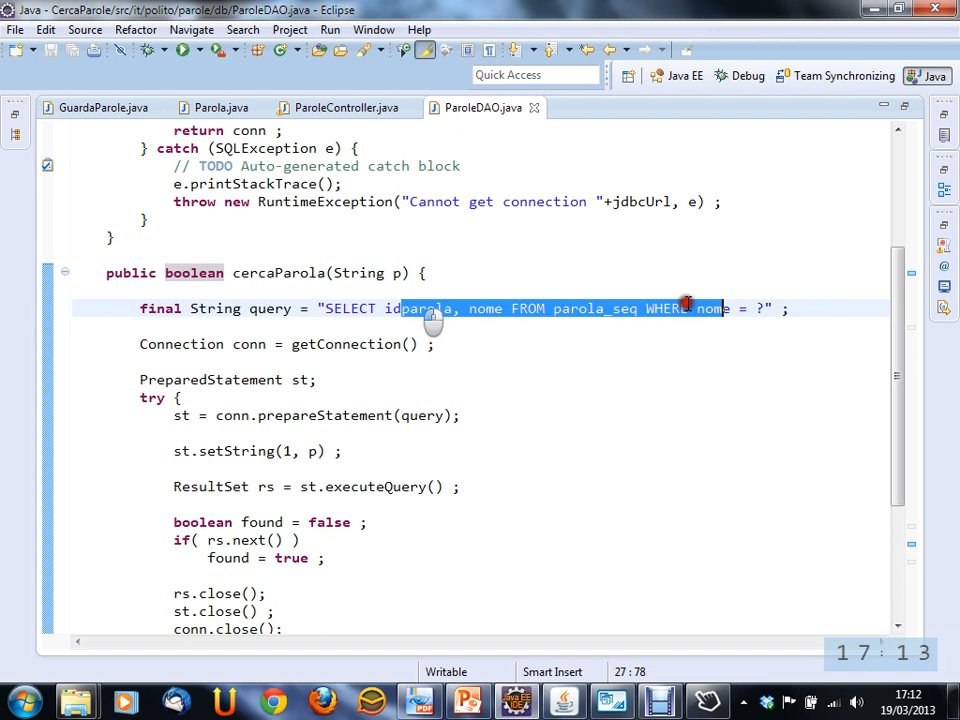 Java - CercaParole/src/it/polito/parole/db/ParoleDAO.java - Eclipse
File Edit Source Refactor Navigate Search Project Run Window Help
Quick Access Java EE Debug Team Synchronizing Java
GuardaParole.java Parola.java ParoleController.java ParoleDAO.java
return conn ;
} catch (SQLException e) {
// TODO Auto-generated catch block
e.printStackTrace();
throw new RuntimeException("Cannot get connection "+jdbcUrl, e) ;
}
}
public boolean cercaParola(String p) {
final String query = "SELECT idparola, nome FROM parola_seq WHERE nome = ?" ;
Connection conn = getConnection() ;
PreparedStatement st;
try {
st = conn.prepareStatement(query);
st.setString(1, p) ;
ResultSet rs = st.executeQuery() ;
boolean found = false ;
if( rs.next() )
found = true ;
rs.close();
st.close() ;
conn.close();
17:13
Writable Smart Insert 27 : 78
17:12
19/03/2013